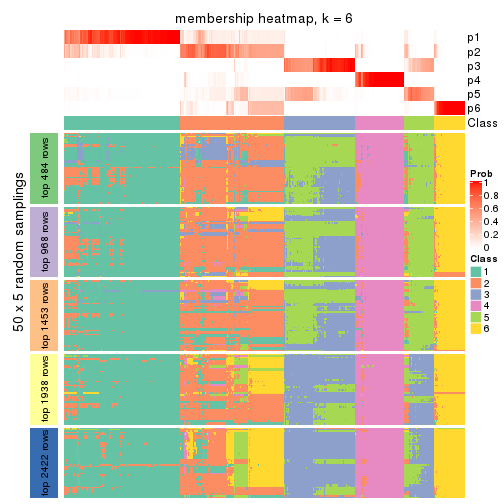 membership heatmap, k = 6
p1
p2
p3
p4
p5
p6
Class
50 x 5 random samplings
top 484 rows
top 968 rows
top 1453 rows
top 1938 rows
top 2422 rows
Prob
1
0.8
0.6
0.4
0.2
0
Class
1
2
3
4
5
6